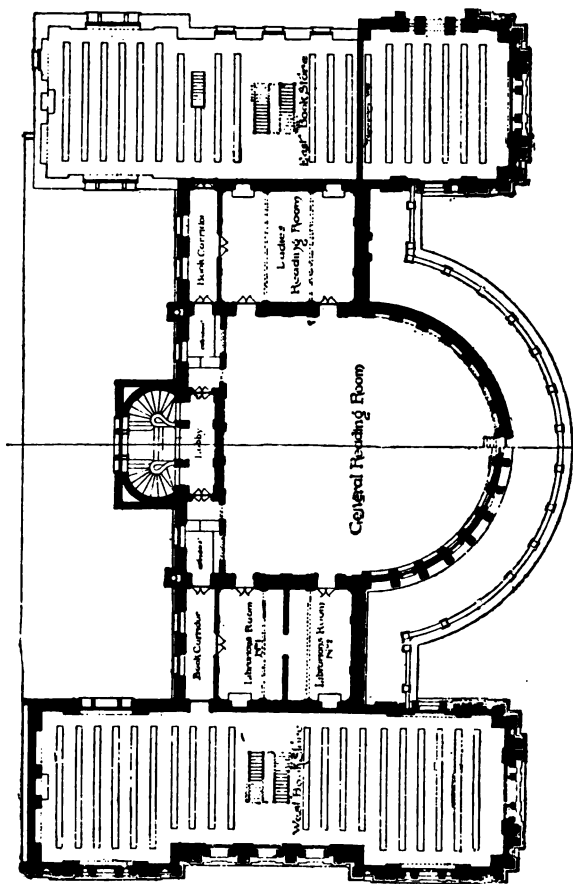 East Book Store
Book Corridor
Ladies
Reading Room
Lobby
General Reading Room
Book Corridor
Librarians Room
Nº1
Librarians Room
West Book Store